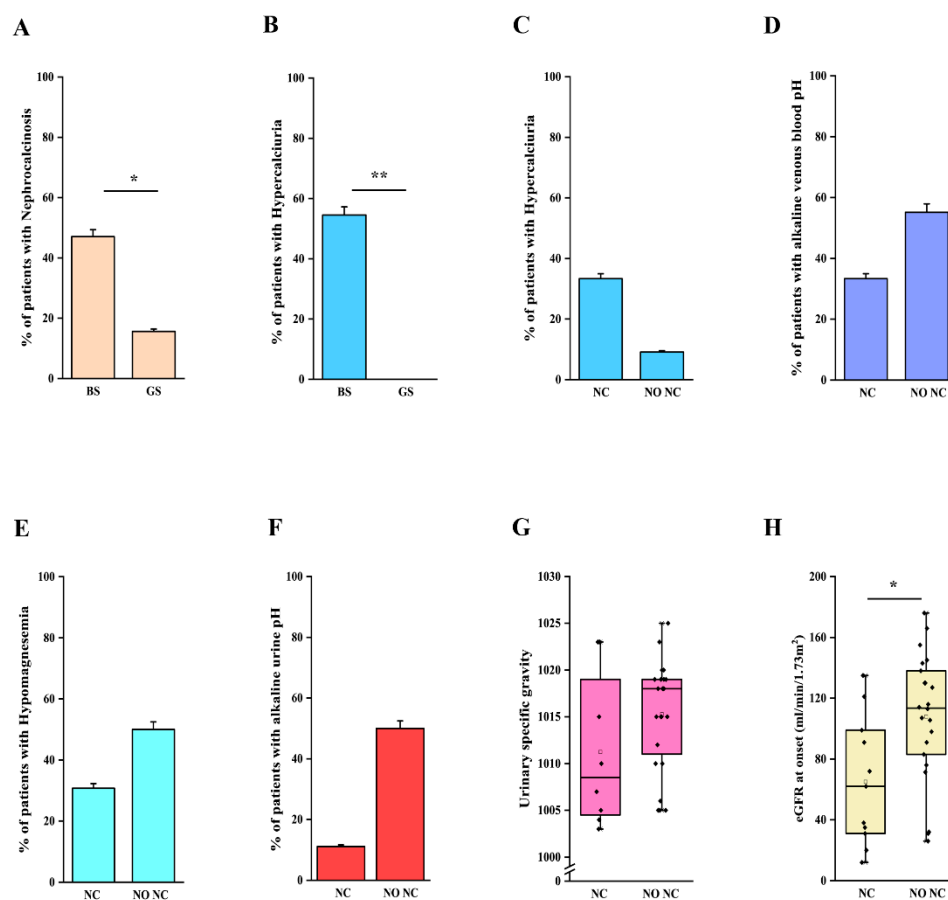 A
B
C
D
% of patients with Nephrocalcinosis
100
80
60
40
20
0
*
BS
GS
% of patients with Hypercalciuria
100
80
60
40
20
0
**
BS
GS
% of patients with Hypercalciuria
100
80
60
40
20
0
NC
NO NC
% of patients with alkaline venous blood pH
100
80
60
40
20
0
NC
NO NC
E
F
G
H
% of patients with Hypomagnesemia
100
80
60
40
20
0
NC
NO NC
% of patients with alkaline urine pH
100
80
60
40
20
0
NC
NO NC
Urinary specific gravity
1030
1025
1020
1015
1010
1005
1000
0
NC
NO NC
eGFR at onset (ml/min/1.73m²)
200
160
120
80
40
0
*
NC
NO NC